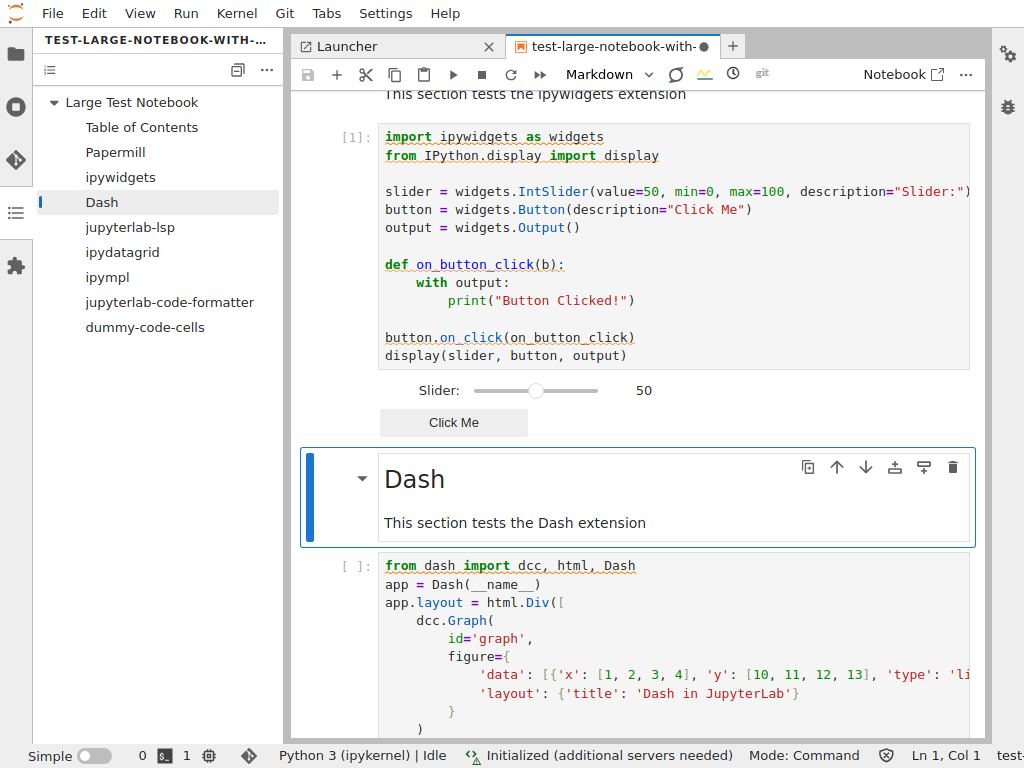 File Edit View Run Kernel Git Tabs Settings Help
TEST-LARGE-NOTEBOOK-WITH-...
Large Test Notebook
Table of Contents
Papermill
ipywidgets
Dash
jupyterlab-lsp
ipydatagrid
ipympl
jupyterlab-code-formatter
dummy-code-cells
Launcher
test-large-notebook-with-
Markdown
git
Notebook
This section tests the ipywidgets extension
[1]:
import ipywidgets as widgets
from IPython.display import display
slider = widgets.IntSlider(value=50, min=0, max=100, description="Slider:")
button = widgets.Button(description="Click Me")
output = widgets.Output()
def on_button_click(b):
    with output:
        print("Button Clicked!")
button.on_click(on_button_click)
display(slider, button, output)
Slider: 50
Click Me
Dash
This section tests the Dash extension
[ ]:
from dash import dcc, html, Dash
app = Dash(__name__)
app.layout = html.Div([
    dcc.Graph(
        id='graph',
        figure={
            'data': [{'x': [1, 2, 3, 4], 'y': [10, 11, 12, 13], 'type': 'li
            'layout': {'title': 'Dash in JupyterLab'}
        }
    )
Simple 0 1 Python 3 (ipykernel) | Idle Initialized (additional servers needed) Mode: Command Ln 1, Col 1 test-